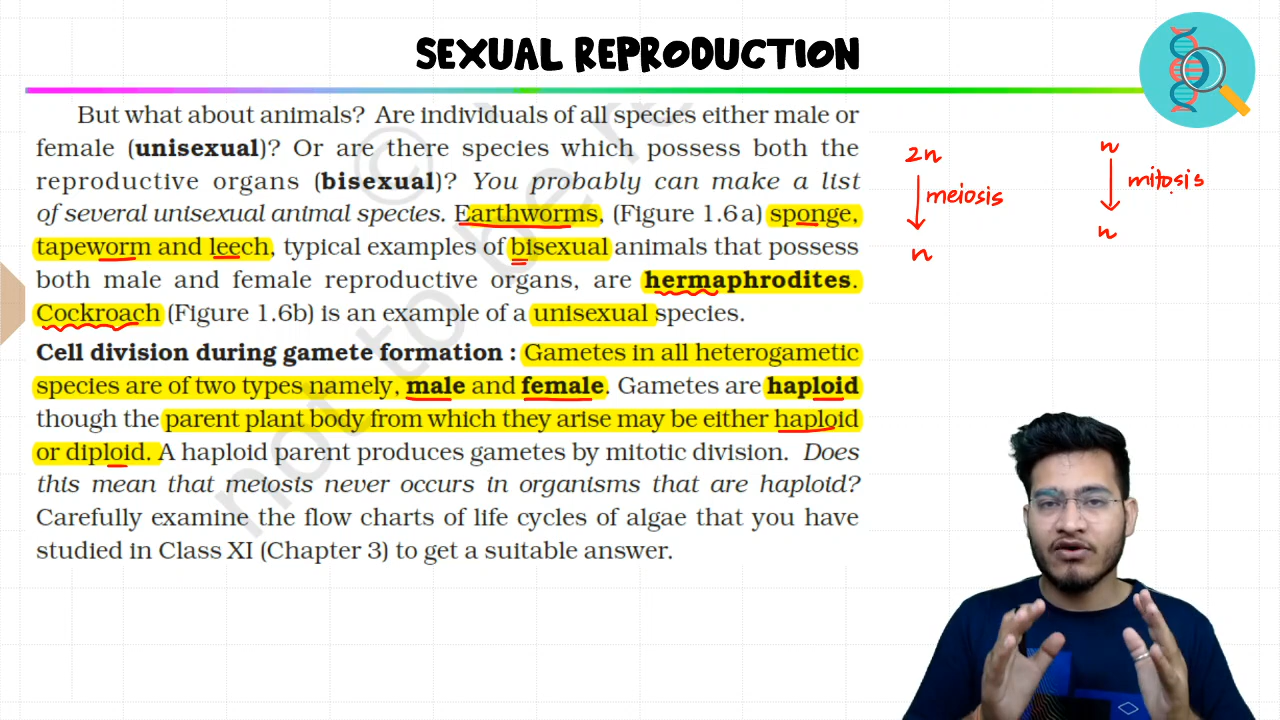 SEXUAL REPRODUCTION
But what about animals? Are individuals of all species either male or
female (unisexual)? Or are there species which possess both the
reproductive organs (bisexual)? You probably can make a list
of several unisexual animal species. Earthworms, (Figure 1.6a) sponge,
tapeworm and leech, typical examples of bisexual animals that possess
both male and female reproductive organs, are hermaphrodites.
Cockroach (Figure 1.6b) is an example of a unisexual species.
Cell division during gamete formation : Gametes in all heterogametic
species are of two types namely, male and female. Gametes are haploid
though the parent plant body from which they arise may be either haploid
or diploid. A haploid parent produces gametes by mitotic division. Does
this mean that meiosis never occurs in organisms that are haploid?
Carefully examine the flow charts of life cycles of algae that you have
studied in Class XI (Chapter 3) to get a suitable answer.
2n
meiosis
n
n
mitosis
n
© not to be r